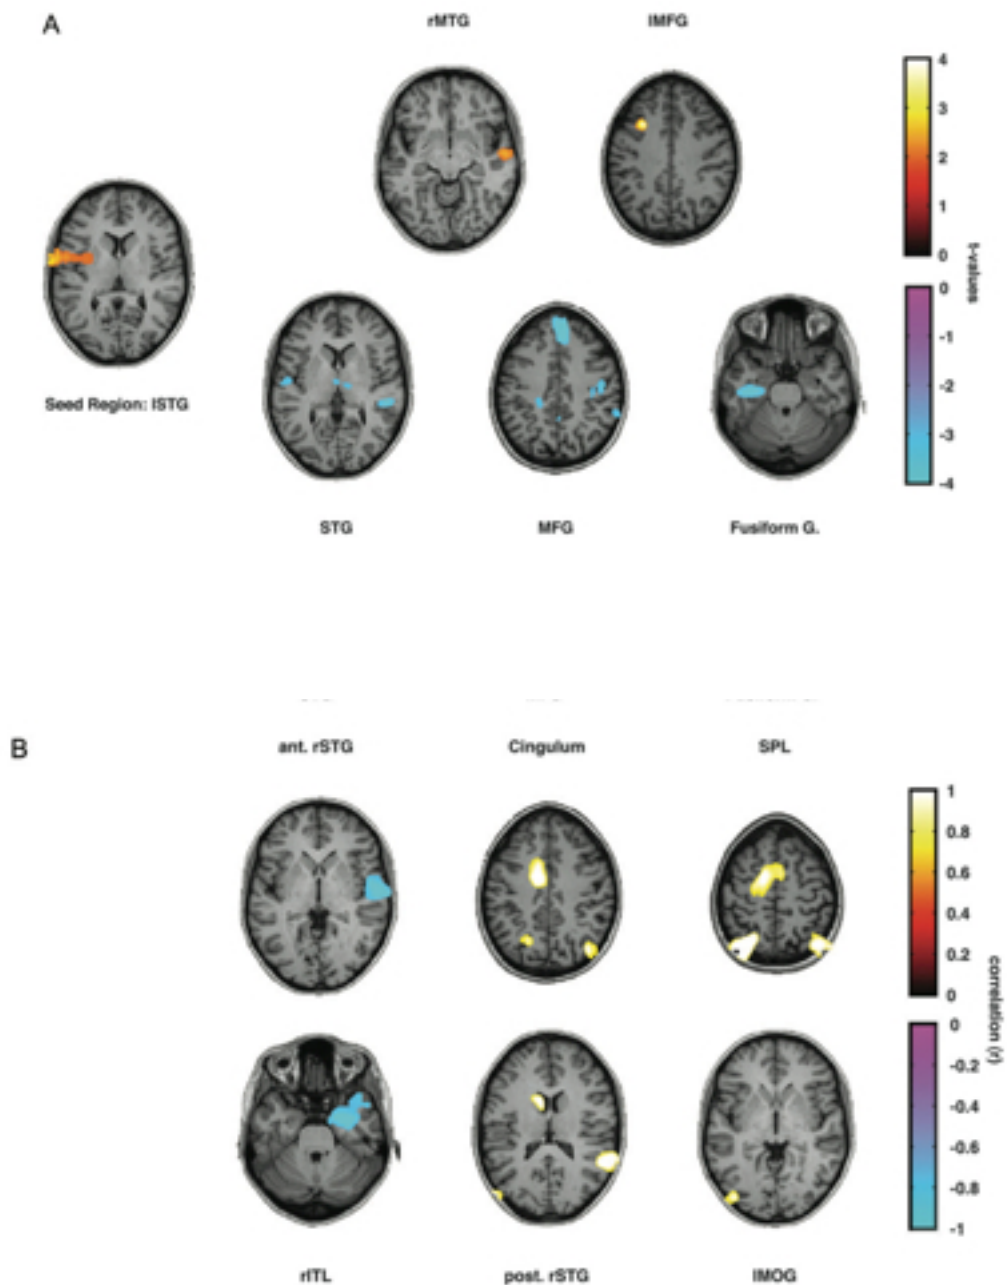 A
rMTG
lMFG
4
3
2
1
0
t-values
0
-1
-2
-3
-4
Seed Region: lSTG
STG
MFG
Fusiform G.
B
ant. rSTG
Cingulum
SPL
1
0.8
0.6
0.4
0.2
0
correlation (r)
0
-0.2
-0.4
-0.6
-0.8
-1
rITL
post. rSTG
lMOG